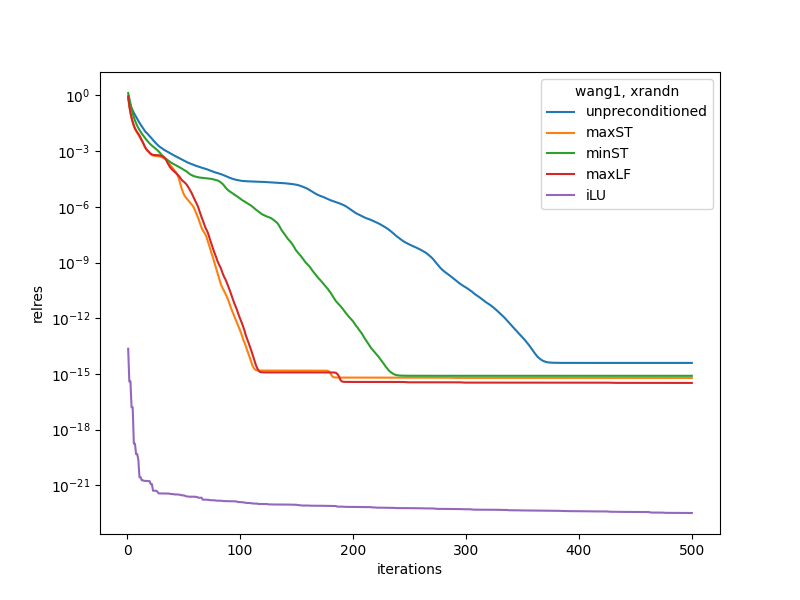 wang1, xrandn
unpreconditioned
maxST
minST
maxLF
iLU
10^0
10^-3
10^-6
10^-9
10^-12
10^-15
10^-18
10^-21
relres
0 100 200 300 400 500
iterations